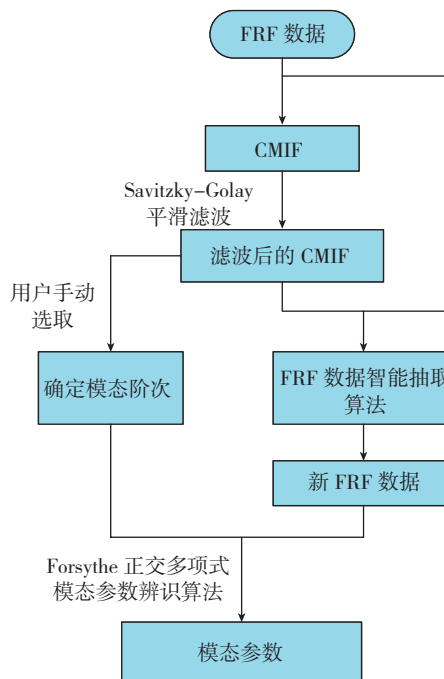 FRF 数据
CMIF
Savitzky-Golay
平滑滤波
滤波后的 CMIF
用户手动
选取
确定模态阶次
FRF 数据智能抽取
算法
新 FRF 数据
Forsythe 正交多项式
模态参数辨识算法
模态参数